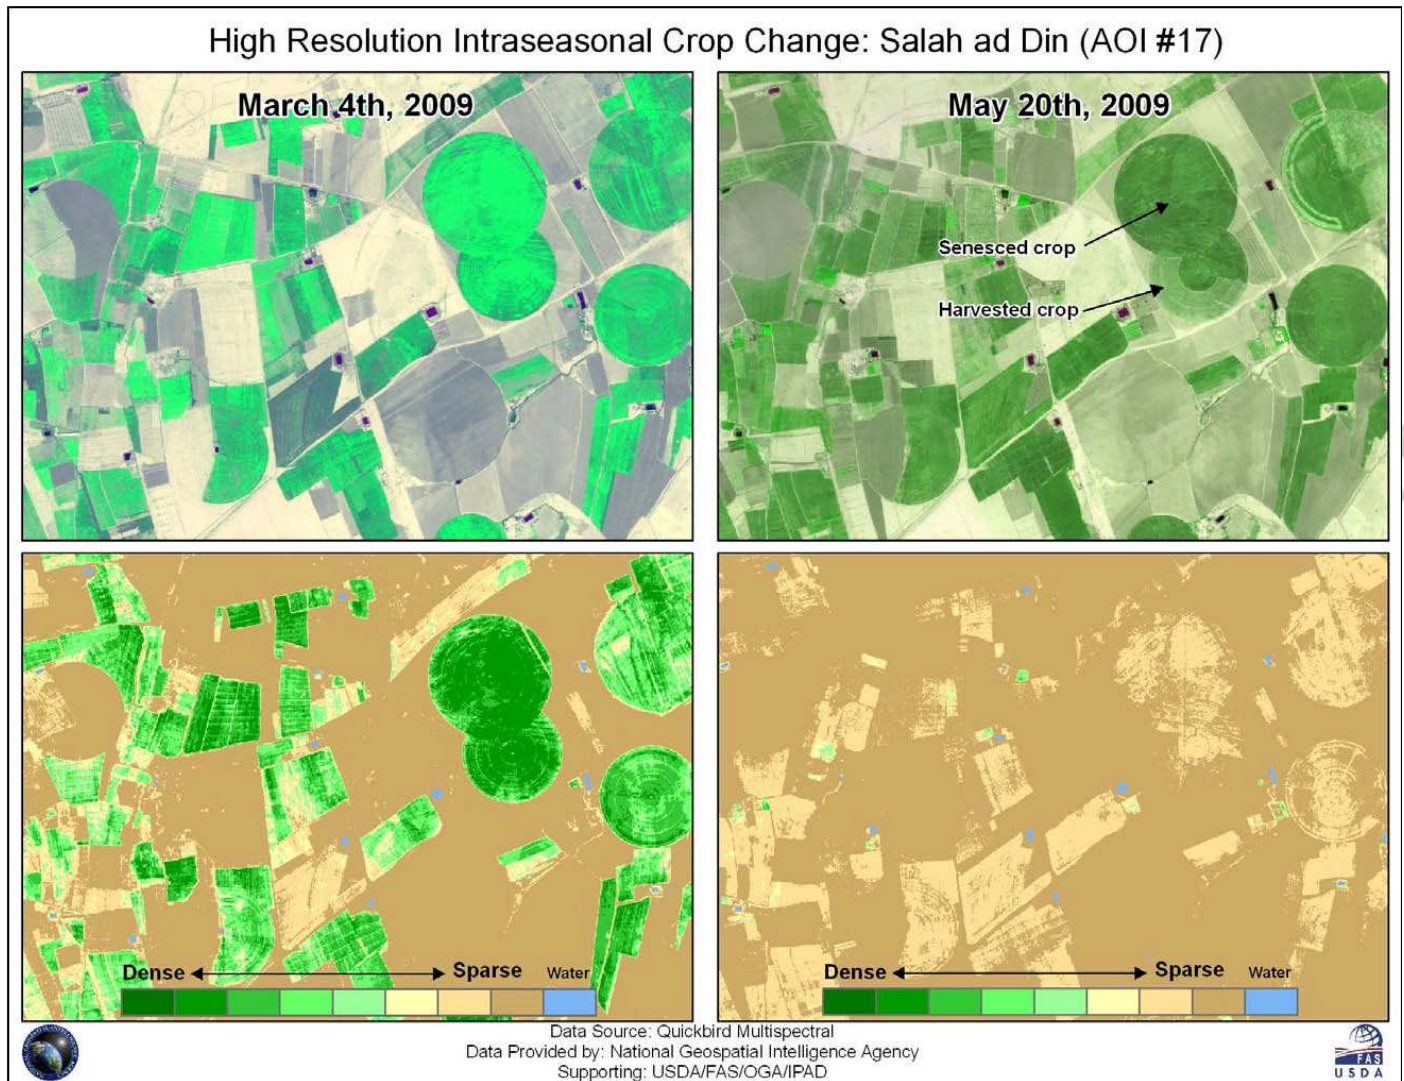 High Resolution Intraseasonal Crop Change: Salah ad Din (AOI #17)
March 4th, 2009
May 20th, 2009
Senesced crop
Harvested crop
Dense
Sparse
Water
Dense
Sparse
Water
Data Source: Quickbird Multispectral
Data Provided by: National Geospatial Intelligence Agency
Supporting: USDA/FAS/OGA/IPAD
FAS
USDA